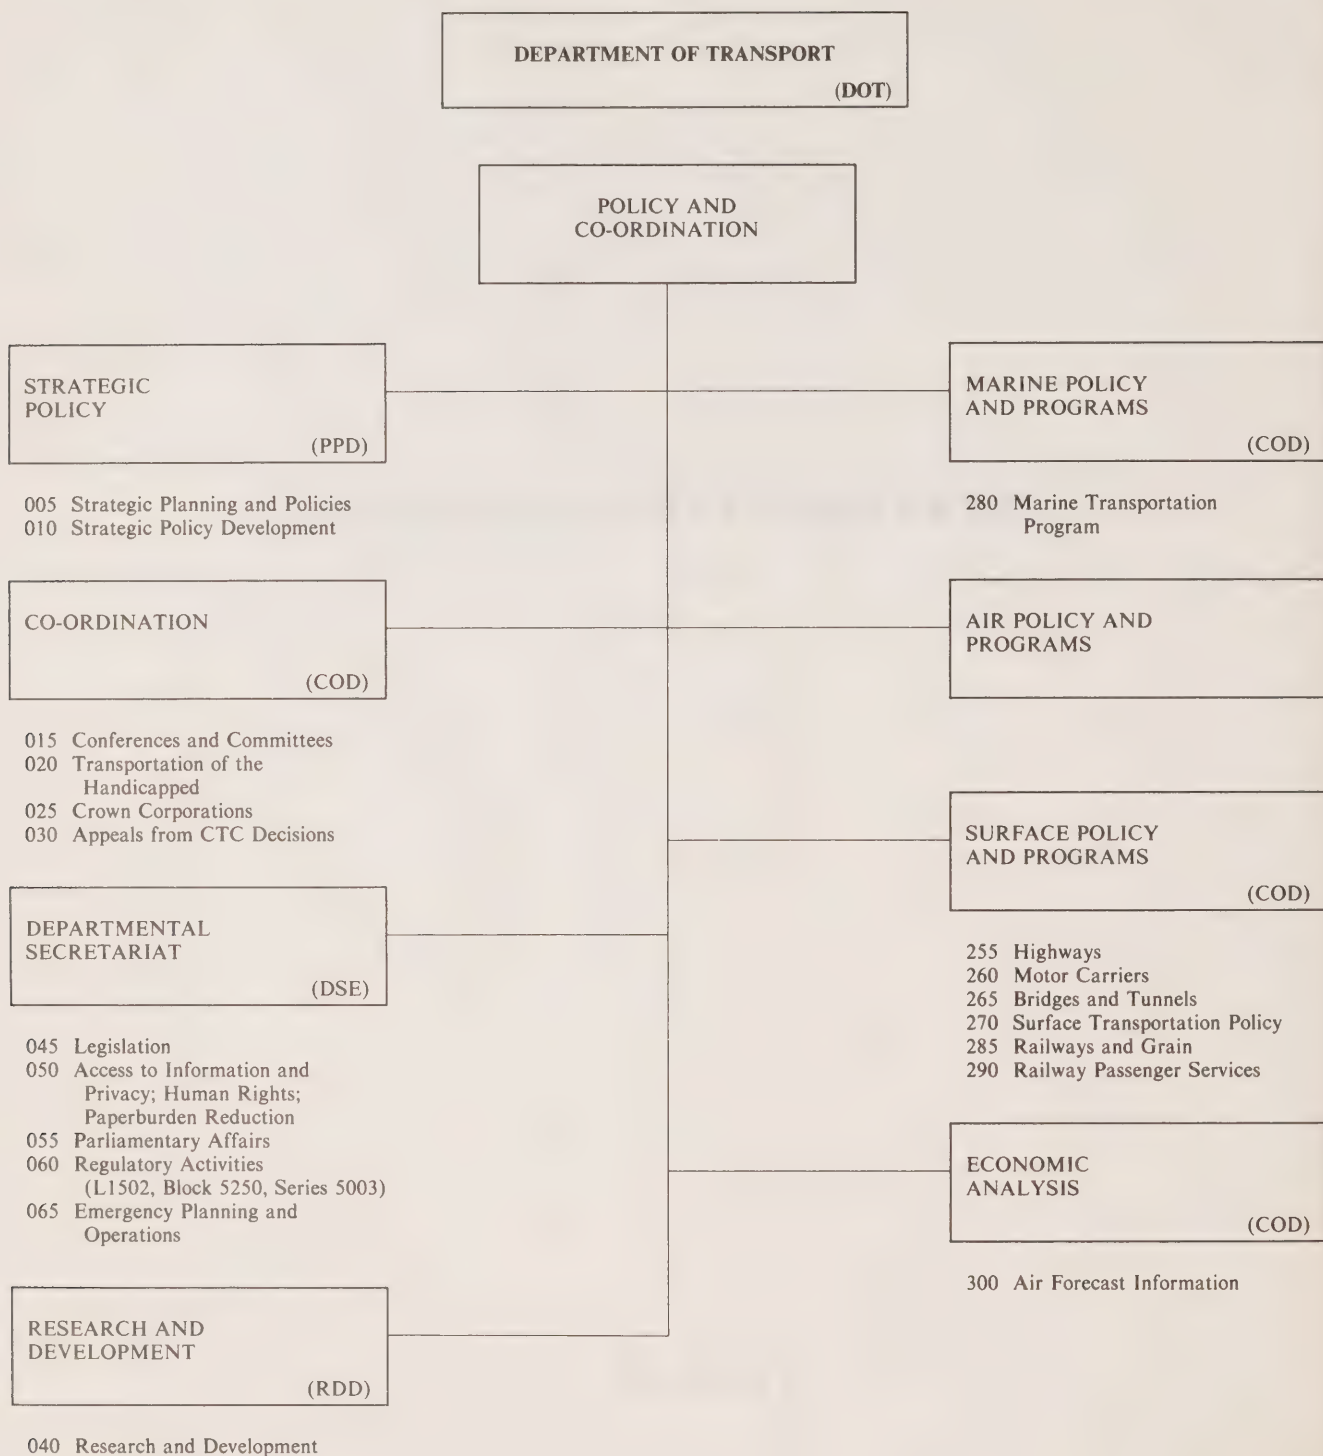 DEPARTMENT OF TRANSPORT
(DOT)
POLICY AND
CO-ORDINATION
STRATEGIC
POLICY
(PPD)
005 Strategic Planning and Policies
010 Strategic Policy Development
CO-ORDINATION
(COD)
015 Conferences and Committees
020 Transportation of the
Handicapped
025 Crown Corporations
030 Appeals from CTC Decisions
DEPARTMENTAL
SECRETARIAT
(DSE)
045 Legislation
050 Access to Information and
Privacy; Human Rights;
Paperburden Reduction
055 Parliamentary Affairs
060 Regulatory Activities
(L1502, Block 5250, Series 5003)
065 Emergency Planning and
Operations
RESEARCH AND
DEVELOPMENT
(RDD)
040 Research and Development
MARINE POLICY
AND PROGRAMS
(COD)
280 Marine Transportation
Program
AIR POLICY AND
PROGRAMS
SURFACE POLICY
AND PROGRAMS
(COD)
255 Highways
260 Motor Carriers
265 Bridges and Tunnels
270 Surface Transportation Policy
285 Railways and Grain
290 Railway Passenger Services
ECONOMIC
ANALYSIS
(COD)
300 Air Forecast Information